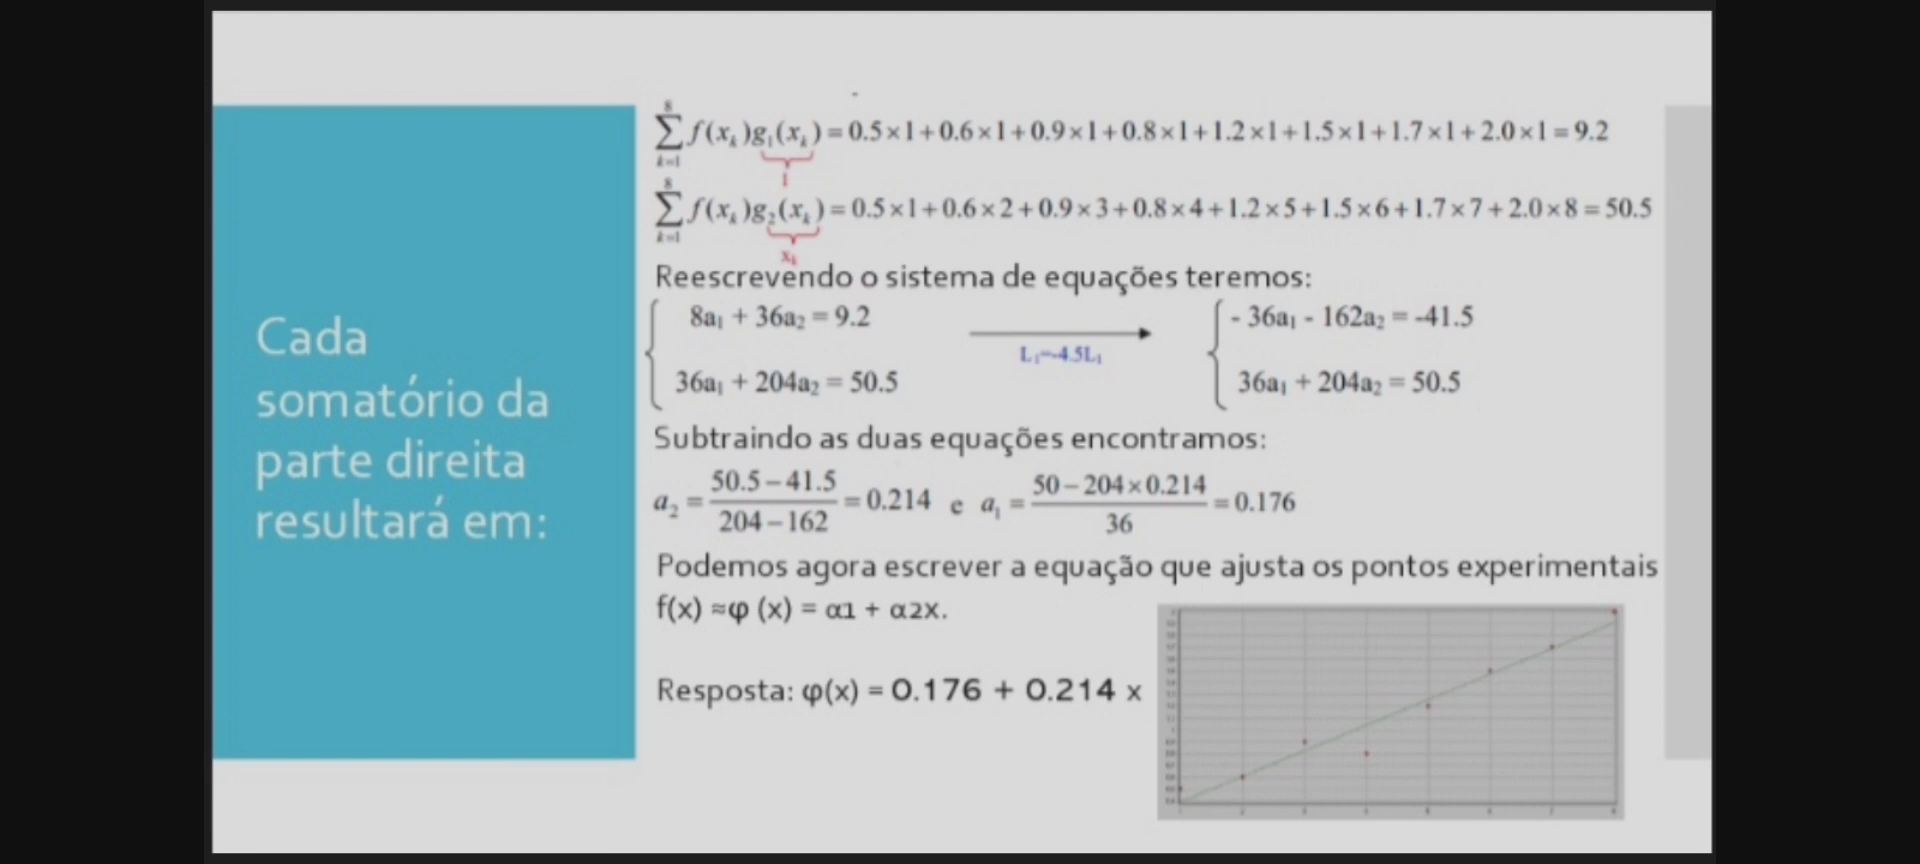 Cada
somatório da
parte direita
resultará em:
8
∑ f(xₖ)g₁(xₖ) = 0.5×1+0.6×1+0.9×1+0.8×1+1.2×1+1.5×1+1.7×1+2.0×1 = 9.2
k=1
1
8
∑ f(xₖ)g₂(xₖ) = 0.5×1+0.6×2+0.9×3+0.8×4+1.2×5+1.5×6+1.7×7+2.0×8 = 50.5
k=1
xₖ
Reescrevendo o sistema de equações teremos:
8a₁ + 36a₂ = 9.2
36a₁ + 204a₂ = 50.5
L₁=-4.5L₁
- 36a₁ - 162a₂ = -41.5
36a₁ + 204a₂ = 50.5
Subtraindo as duas equações encontramos:
a₂ = (50.5 – 41.5)/(204 – 162) = 0.214 e a₁ = (50 – 204×0.214)/36 = 0.176
Podemos agora escrever a equação que ajusta os pontos experimentais
f(x) ≈φ (x) = α1 + α2x.
Resposta: φ(x) = 0.176 + 0.214 x